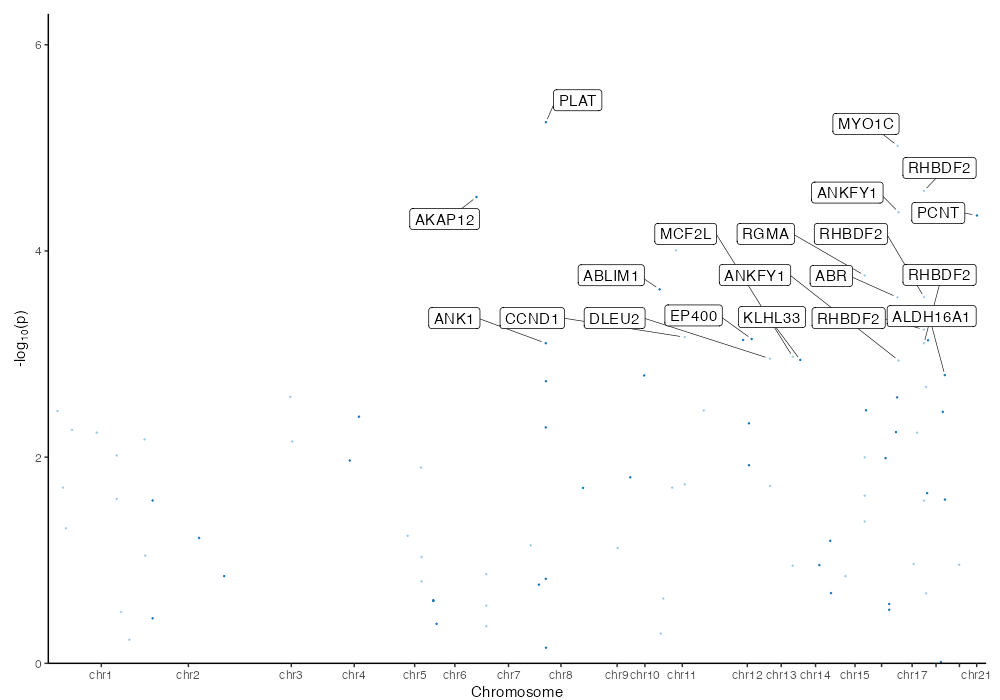 6
PLAT
MYO1C
RHBDF2
ANKFY1
PCNT
AKAP12
MCF2L
RGMA
RHBDF2
4
ABLIM1
ANKFY1
ABR
RHBDF2
ANK1
CCND1
DLEU2
EP400
KLHL33
RHBDF2
ALDH16A1
-log10(p)
2
0
chr1 chr2 chr3 chr4 chr5 chr6 chr7 chr8 chr9 chr10 chr11 chr12 chr13 chr14 chr15 chr17 chr18 chr21
Chromosome